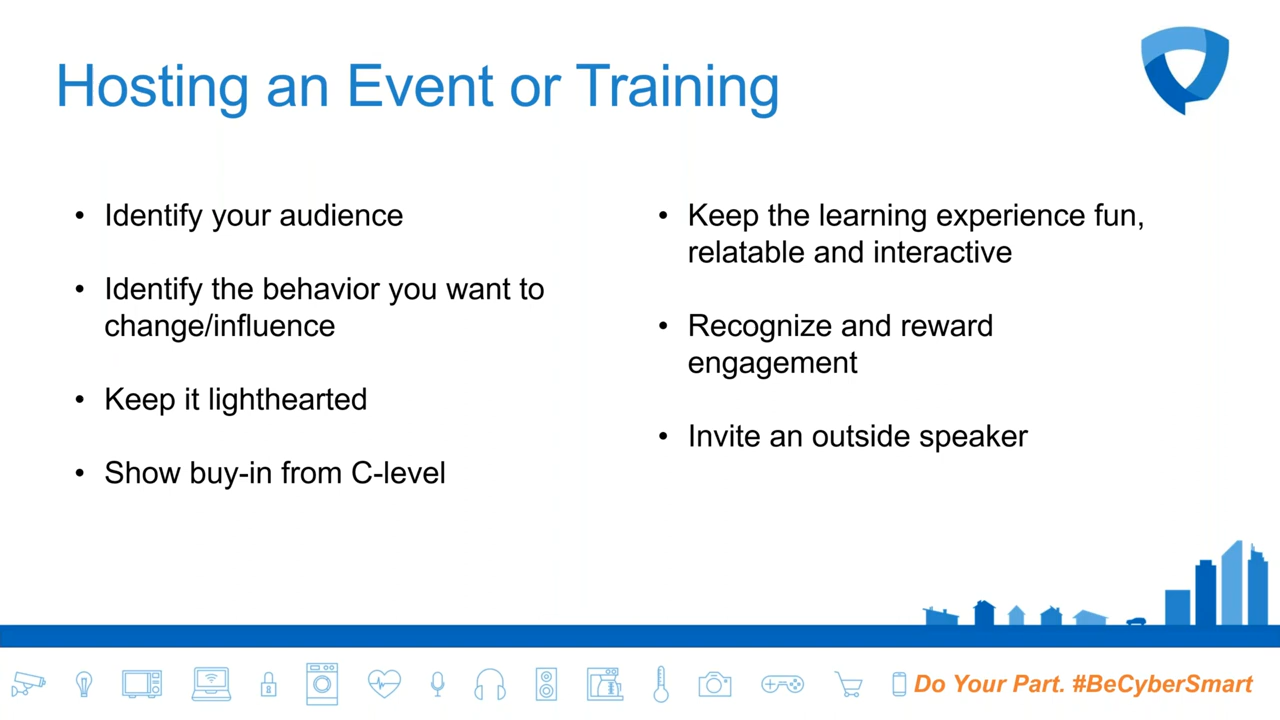 Hosting an Event or Training
• Identify your audience
• Identify the behavior you want to
change/influence
• Keep it lighthearted
• Show buy-in from C-level
• Keep the learning experience fun,
relatable and interactive
• Recognize and reward
engagement
• Invite an outside speaker
Do Your Part. #BeCyberSmart